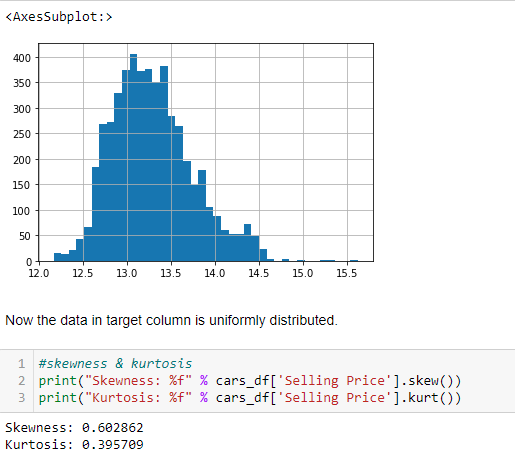 <AxesSubplot:>
400
350
300
250
200
150
100
50
0
12.0 12.5 13.0 13.5 14.0 14.5 15.0 15.5
Now the data in target column is uniformly distributed.
1 #skewness & kurtosis
2 print("Skewness: %f" % cars_df['Selling Price'].skew())
3 print("Kurtosis: %f" % cars_df['Selling Price'].kurt())
Skewness: 0.602862
Kurtosis: 0.395709